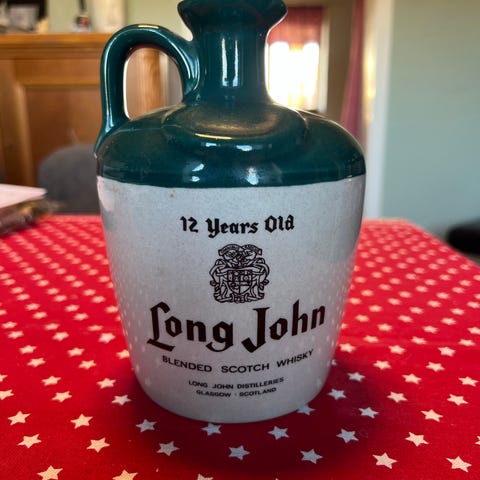 12 Years Old
Long John
BLENDED SCOTCH WHISKY
LONG JOHN DISTILLERIES
GLASGOW · SCOTLAND